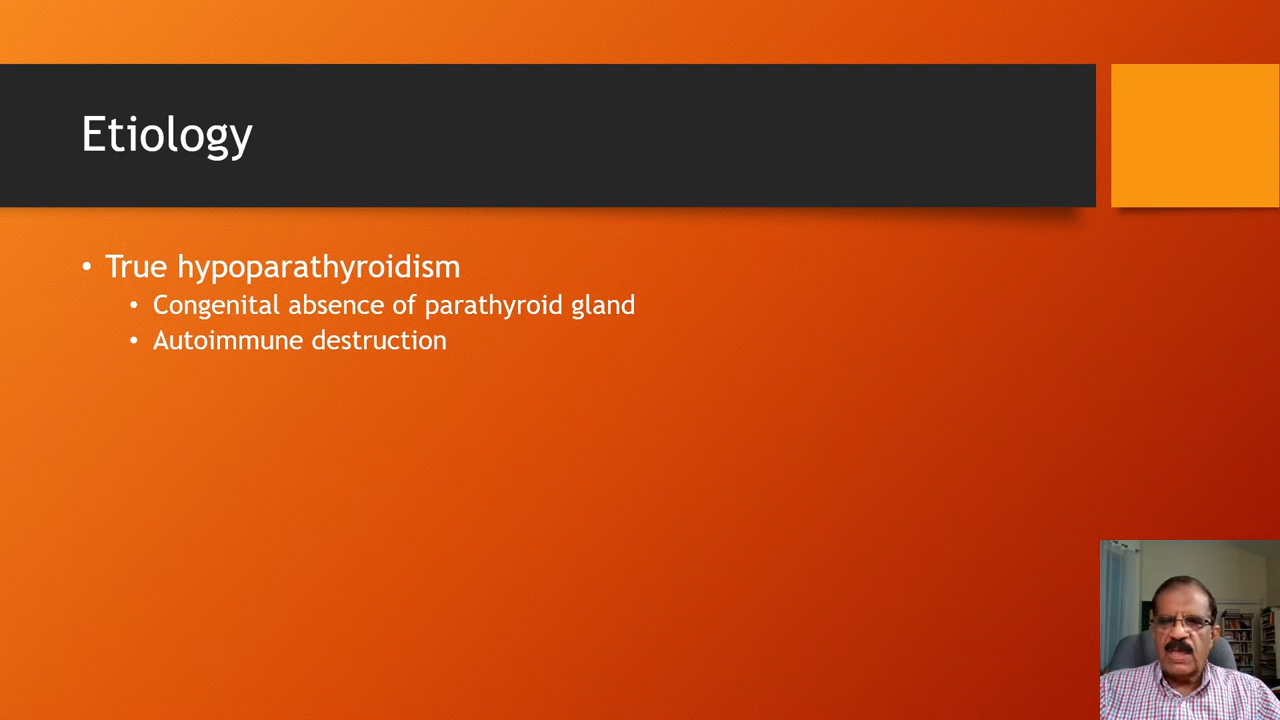 Etiology
• True hypoparathyroidism
• Congenital absence of parathyroid gland
• Autoimmune destruction